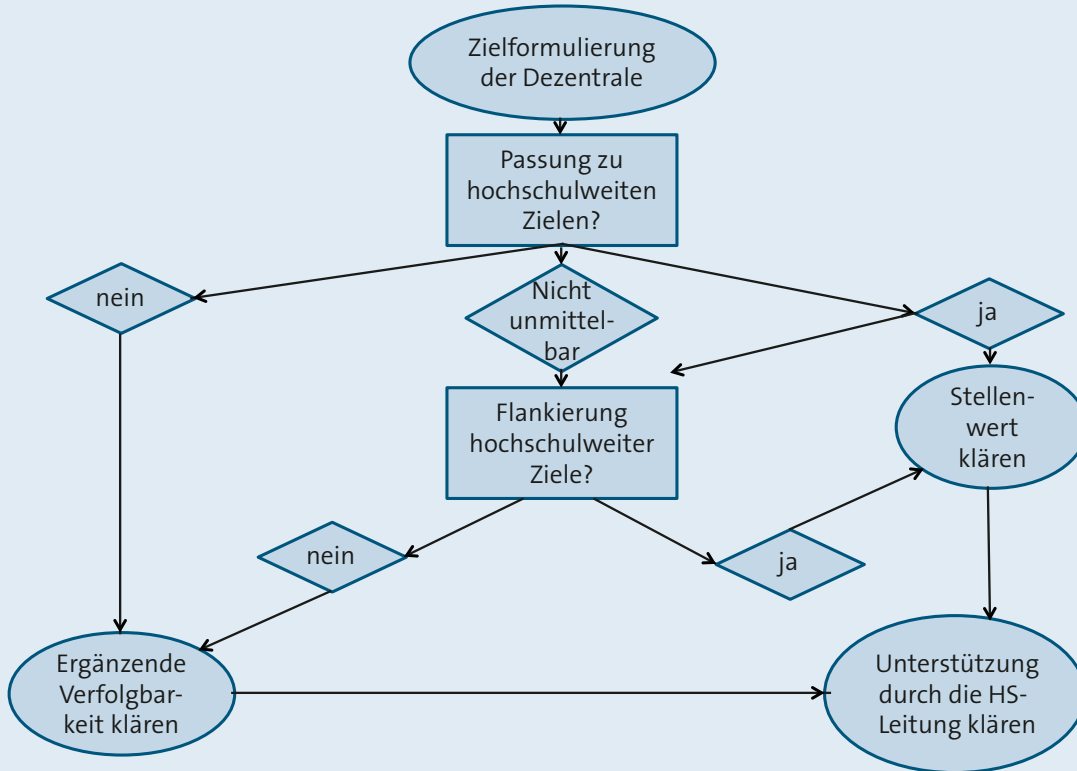 Zielformulierung
der Dezentrale
Passung zu
hochschulweiten
Zielen?
nein
Nicht
unmittel-
bar
ja
Flankierung
hochschulweiter
Ziele?
Stellen-
wert
klären
nein
ja
Ergänzende
Verfolgbar-
keit klären
Unterstützung
durch die HS-
Leitung klären